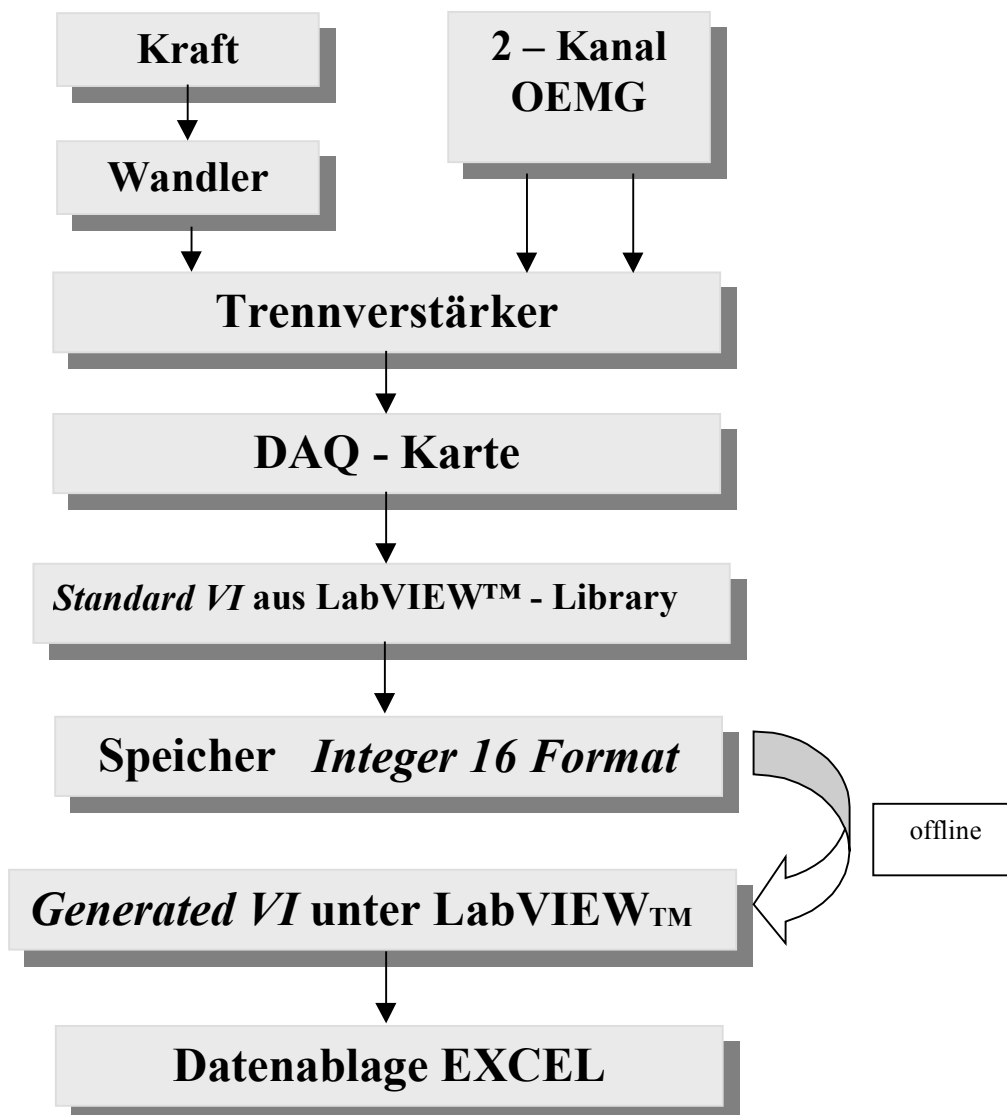 Kraft
2 – Kanal
OEMG
Wandler
Trennverstärker
DAQ - Karte
Standard VI aus LabVIEW™ - Library
Speicher Integer 16 Format
offline
Generated VI unter LabVIEWTM
Datenablage EXCEL